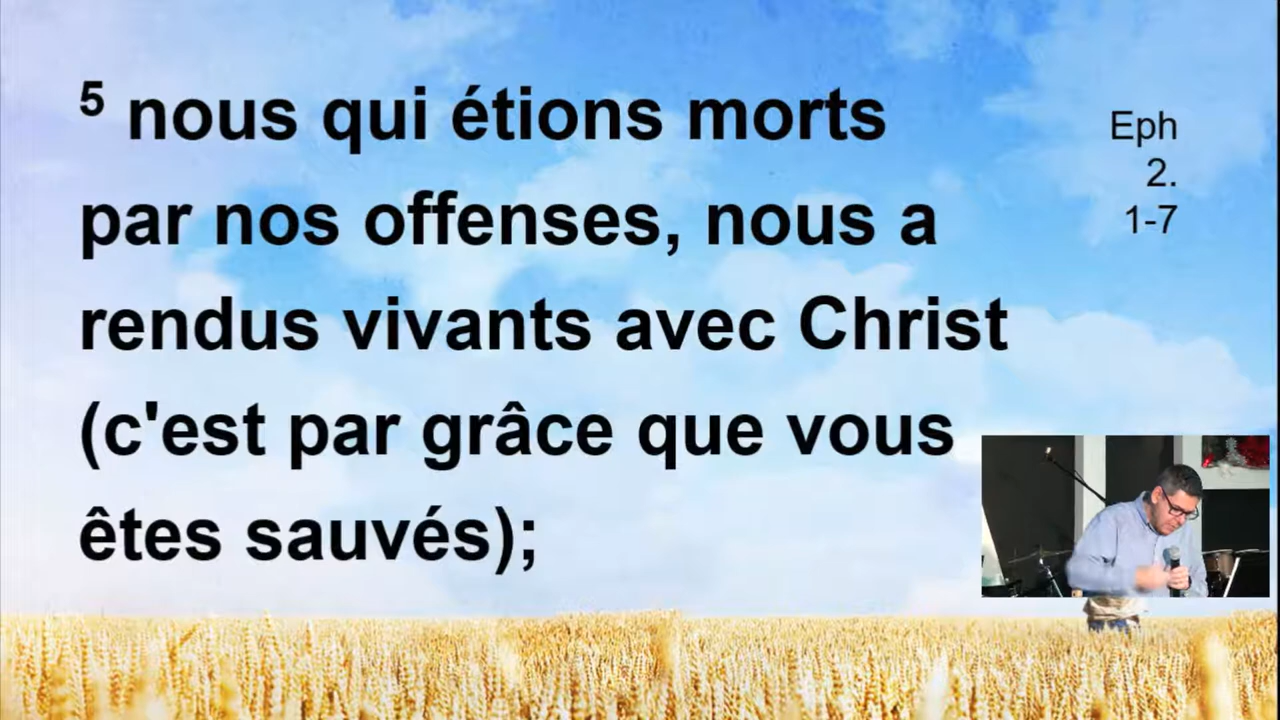 5 nous qui étions morts
par nos offenses, nous a
rendus vivants avec Christ
(c'est par grâce que vous
êtes sauvés);
Eph
2.
1-7